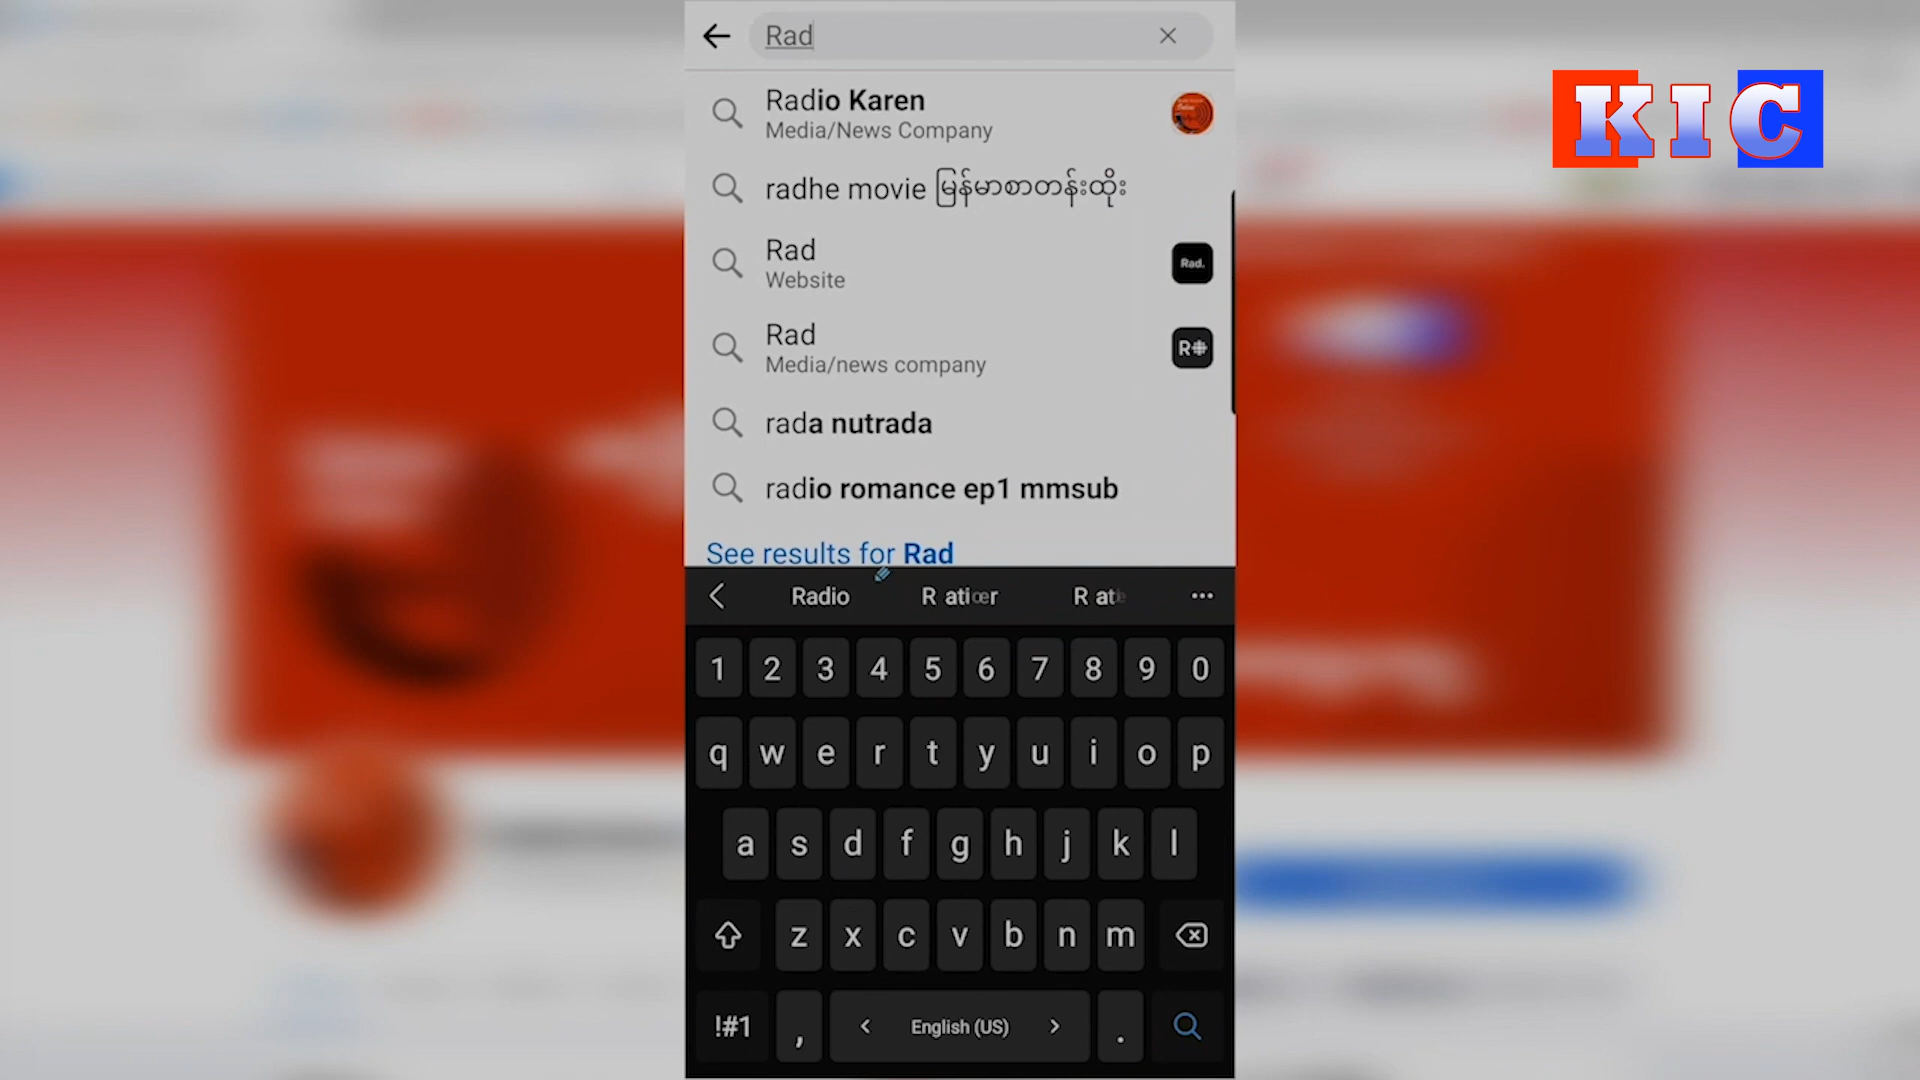 Rad
KIC
Radio Karen
Media/News Company
radhe movie မြန်မာစာတန်းထိုး
Rad
Website
Rad.
Rad
Media/news company
R
rada nutrada
radio romance ep1 mmsub
See results for Rad
Radio
1 2 3 4 5 6 7 8 9 0
q w e r t y u i o p
a s d f g h j k l
z x c v b n m
!#1 , < English (US) > .